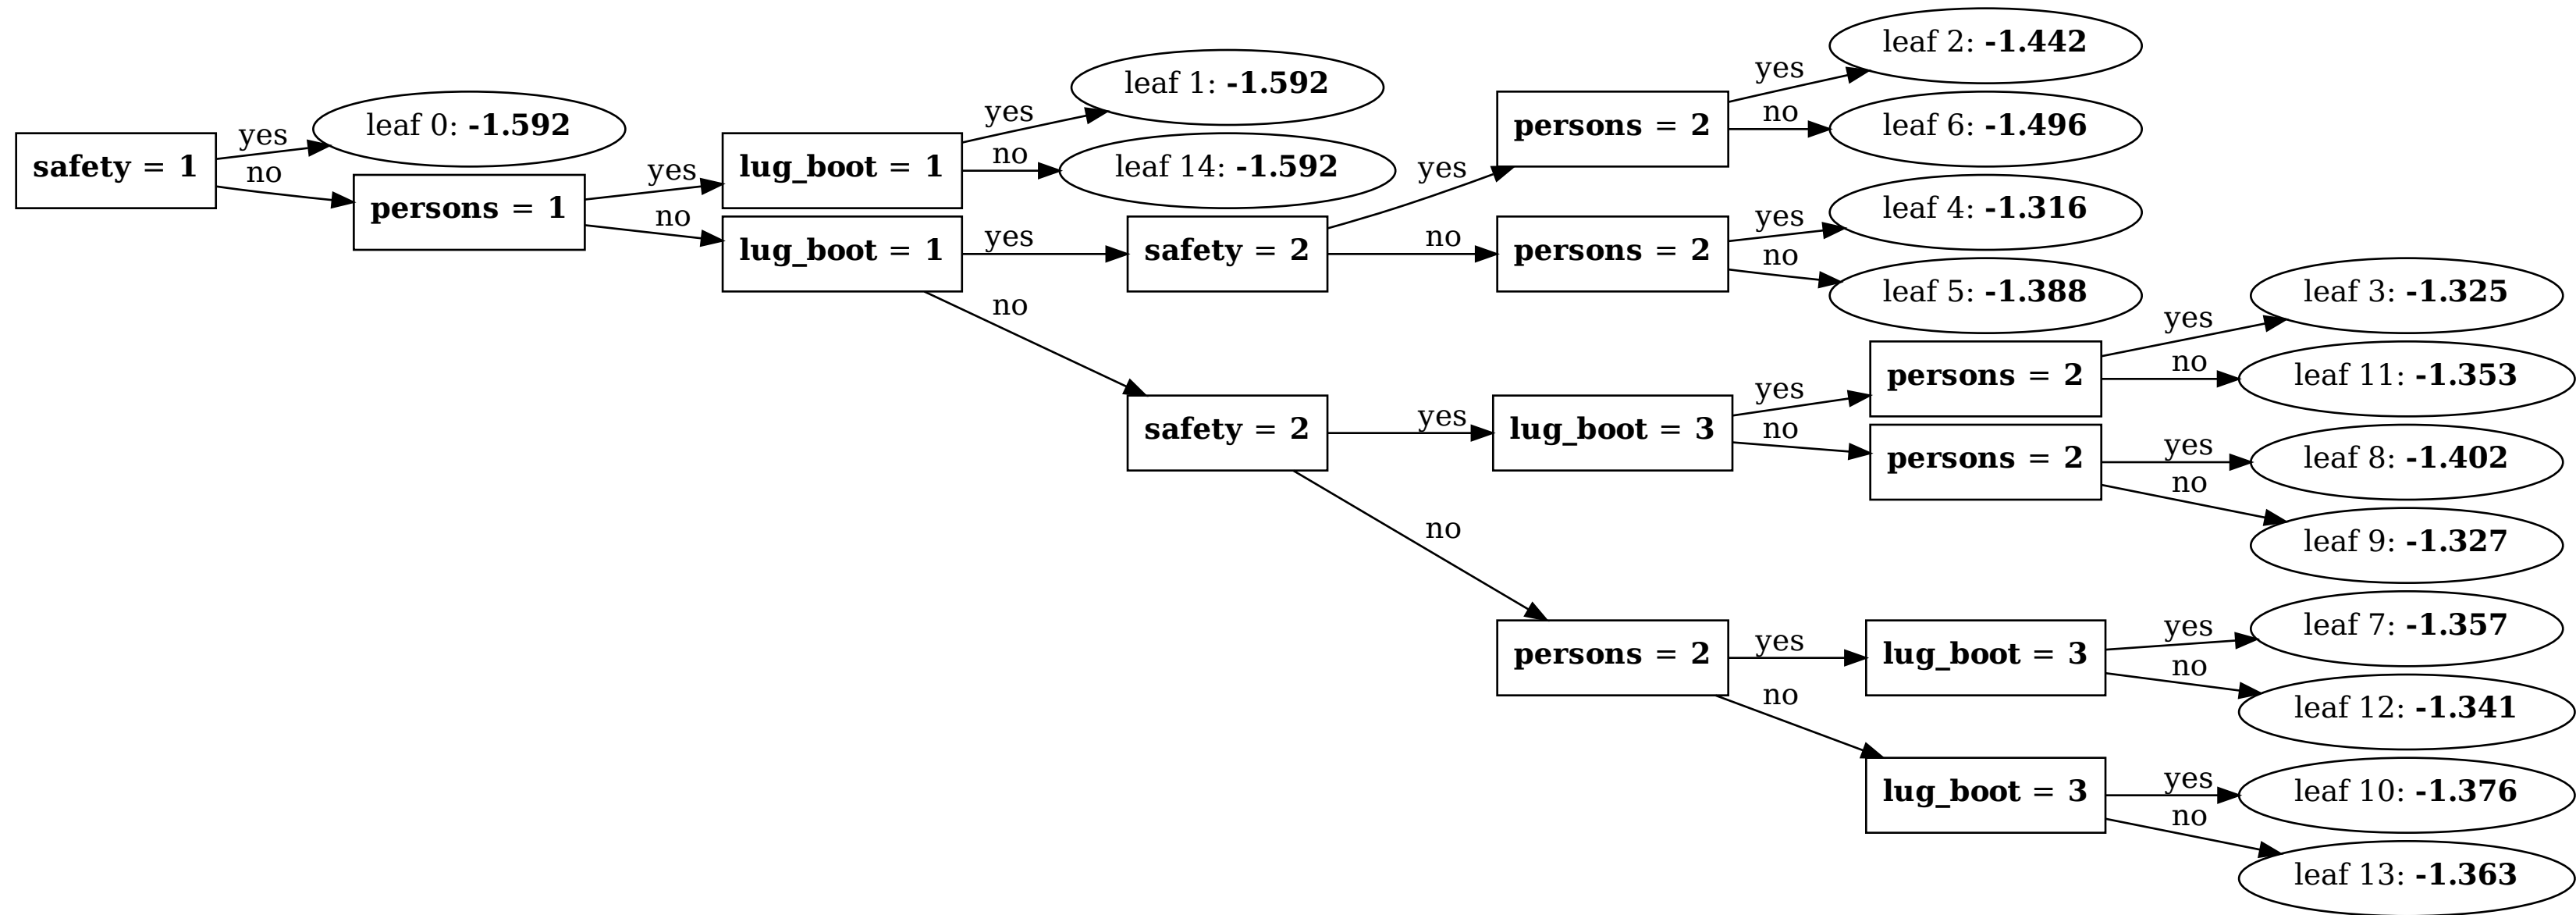 safety = 1
yes
leaf 0: -1.592
no
persons = 1
yes
lug_boot = 1
yes
leaf 1: -1.592
no
leaf 14: -1.592
no
lug_boot = 1
yes
safety = 2
yes
persons = 2
yes
leaf 2: -1.442
no
leaf 6: -1.496
no
persons = 2
yes
leaf 4: -1.316
no
leaf 5: -1.388
no
safety = 2
yes
lug_boot = 3
yes
persons = 2
yes
leaf 3: -1.325
no
leaf 11: -1.353
no
persons = 2
yes
leaf 8: -1.402
no
leaf 9: -1.327
no
persons = 2
yes
lug_boot = 3
yes
leaf 7: -1.357
no
leaf 12: -1.341
no
lug_boot = 3
yes
leaf 10: -1.376
no
leaf 13: -1.363